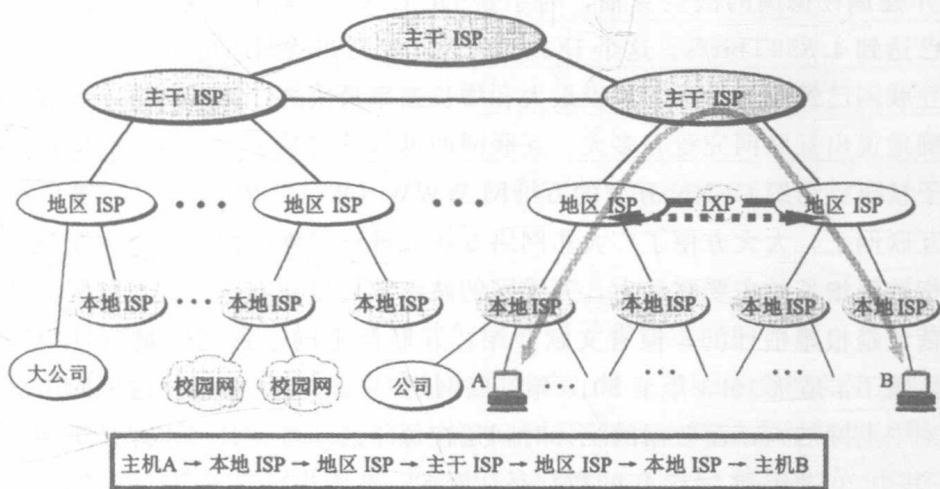 主干 ISP
主干 ISP 主干 ISP
地区 ISP 地区 ISP 地区 ISP IXP 地区 ISP
本地ISP 本地 ISP 本地 ISP 本地 ISP 本地 ISP 本地 ISP 本地 ISP
大公司 校园网 校园网 公司 A B
主机A → 本地 ISP → 地区 ISP → 主干 ISP → 地区 ISP → 本地 ISP → 主机B